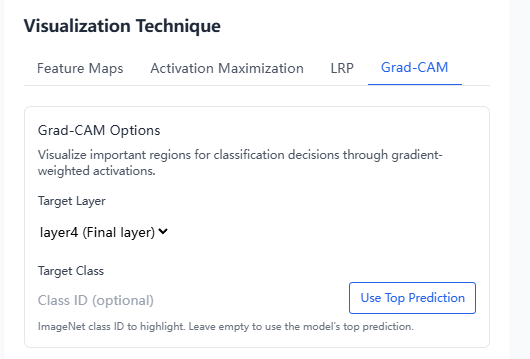 Visualization Technique
Feature Maps Activation Maximization LRP Grad-CAM
Grad-CAM Options
Visualize important regions for classification decisions through gradient-
weighted activations.
Target Layer
layer4 (Final layer)
Target Class
Class ID (optional) Use Top Prediction
ImageNet class ID to highlight. Leave empty to use the model's top prediction.